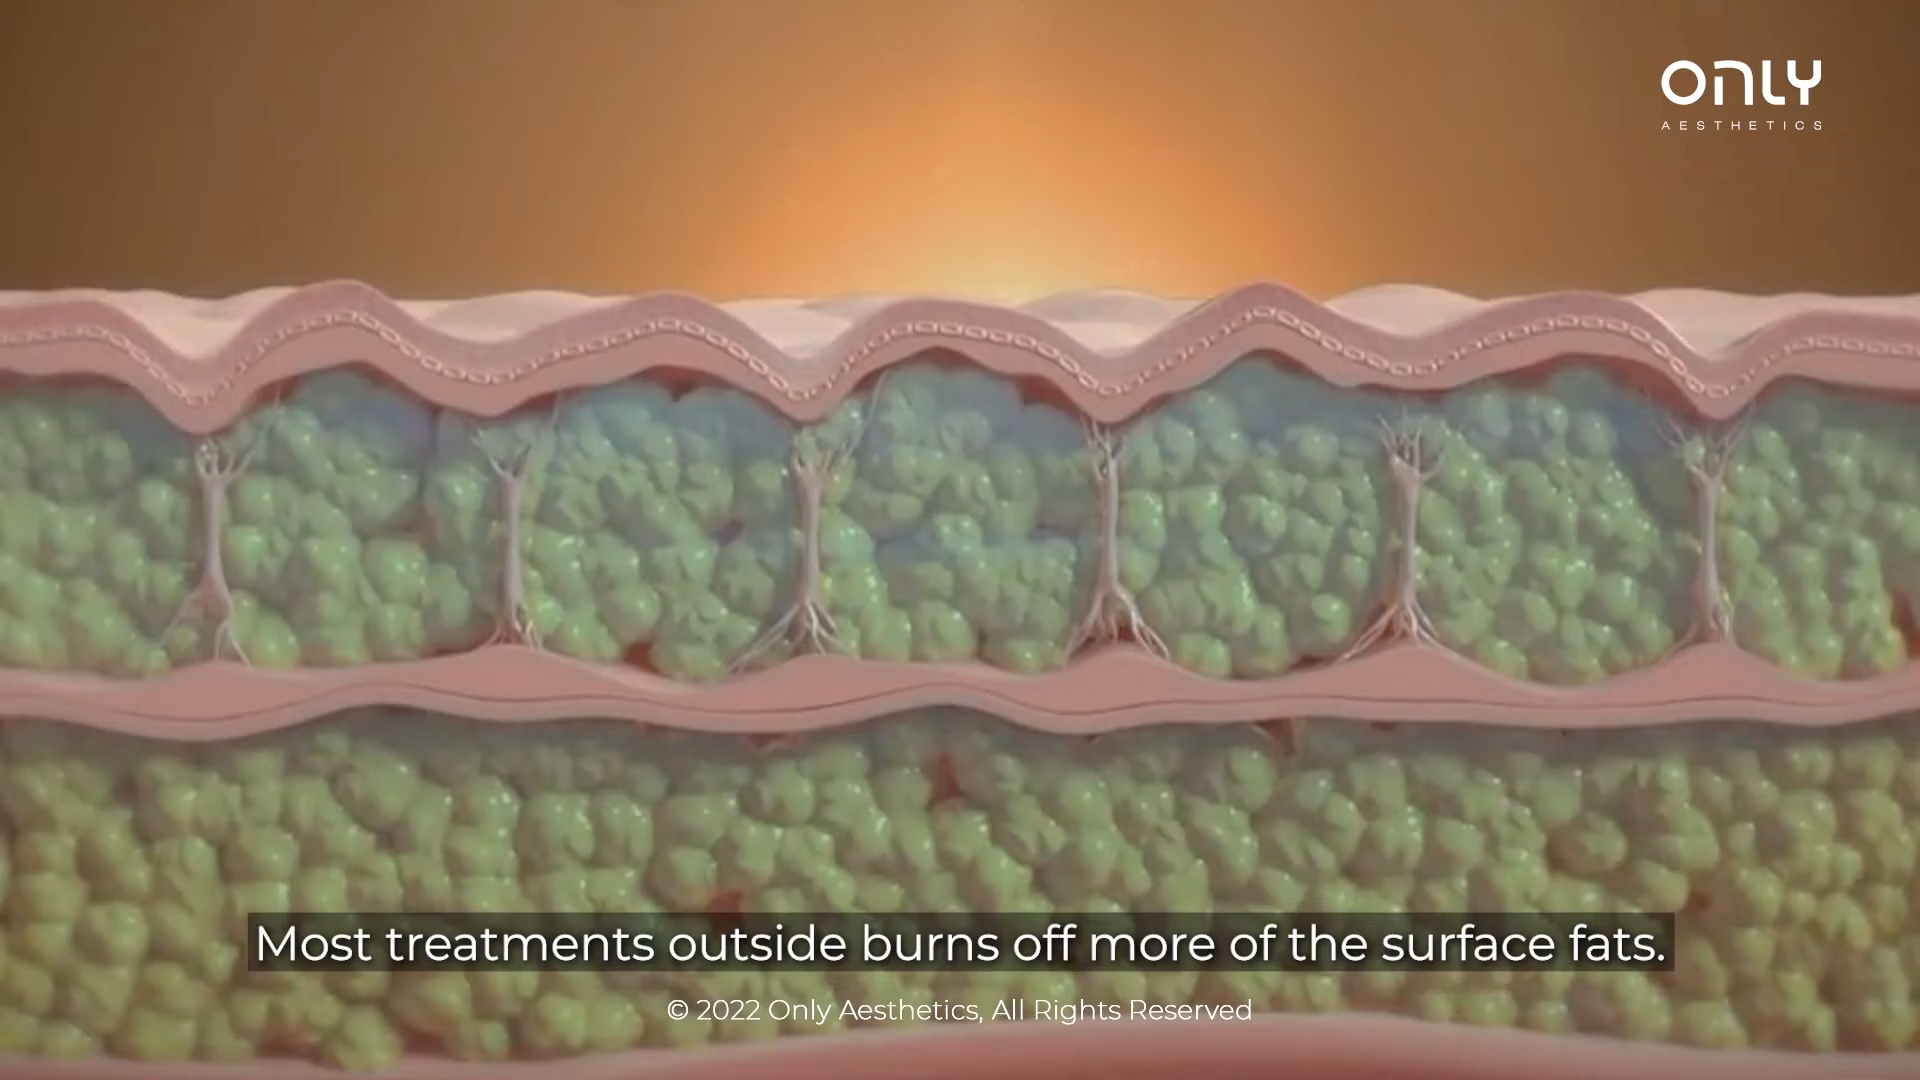 ONLY
AESTHETICS
Most treatments outside burns off more of the surface fats.
© 2022 Only Aesthetics, All Rights Reserved